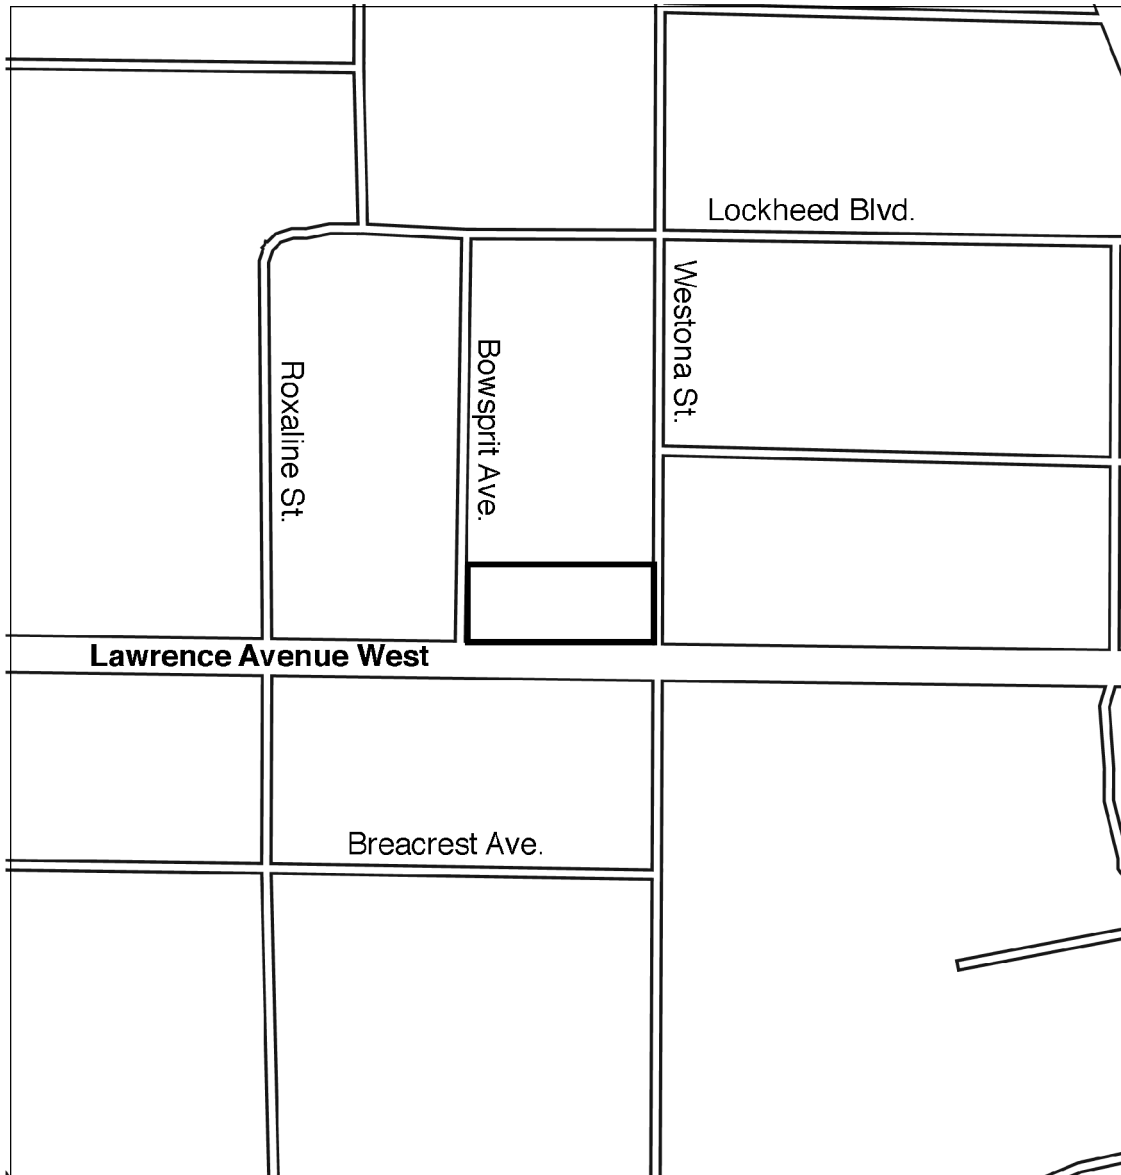 Lockheed Blvd.
Westona St.
Bowsprit Ave.
Roxaline St.
Lawrence Avenue West
Breacrest Ave.